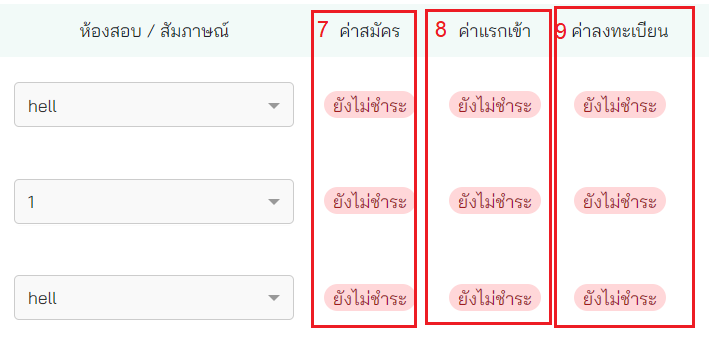 ห้องสอบ / สัมภาษณ์ 7 ค่าสมัคร 8 ค่าแรกเข้า 9 ค่าลงทะเบียน
hell ยังไม่ชำระ ยังไม่ชำระ ยังไม่ชำระ
1 ยังไม่ชำระ ยังไม่ชำระ ยังไม่ชำระ
hell ยังไม่ชำระ ยังไม่ชำระ ยังไม่ชำระ